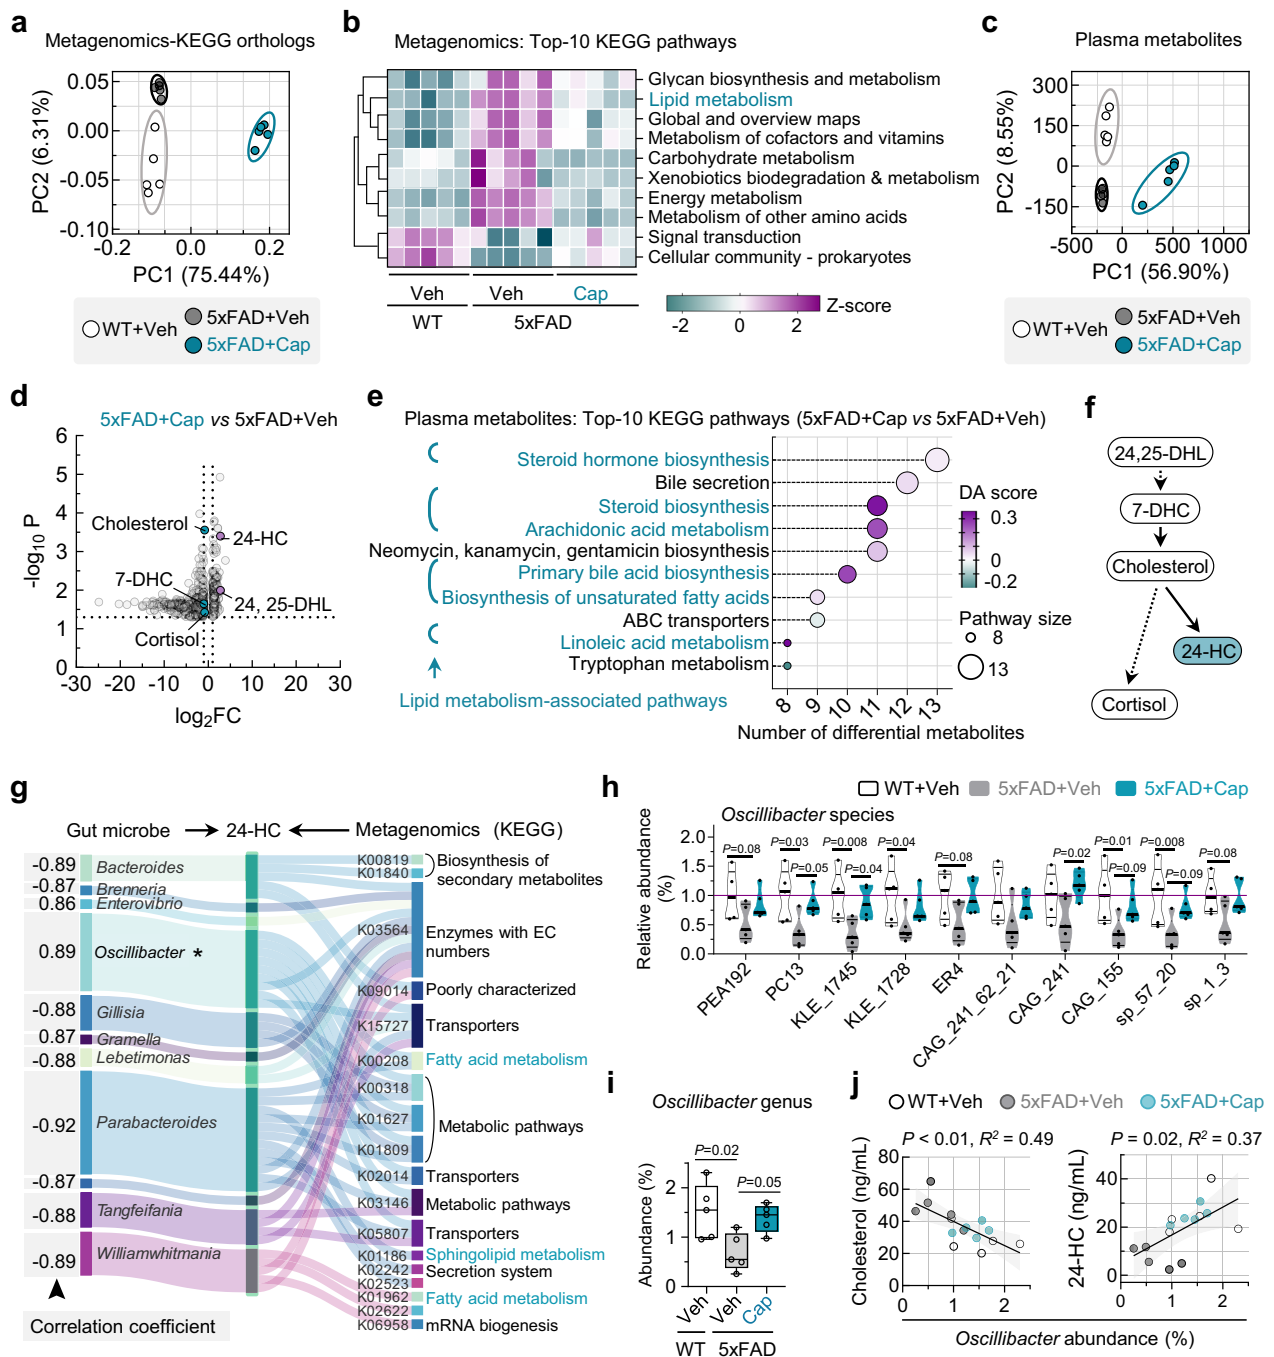 a
Metagenomics-KEGG orthologs
PC2 (6.31%)
0.05
0.00
-0.05
-0.10
-0.2
0.0
0.2
PC1 (75.44%)
WT+Veh
5xFAD+Veh
5xFAD+Cap
b
Metagenomics: Top-10 KEGG pathways
Glycan biosynthesis and metabolism
Lipid metabolism
Global and overview maps
Metabolism of cofactors and vitamins
Carbohydrate metabolism
Xenobiotics biodegradation & metabolism
Energy metabolism
Metabolism of other amino acids
Signal transduction
Cellular community - prokaryotes
Veh
Veh
Cap
WT
5xFAD
-2
0
2
Z-score
c
Plasma metabolites
PC2 (8.55%)
300
150
0
-150
-500
0
500
1000
PC1 (56.90%)
WT+Veh
5xFAD+Veh
5xFAD+Cap
d
5xFAD+Cap vs 5xFAD+Veh
-log10 P
6
5
4
3
2
1
0
Cholesterol
24-HC
7-DHC
24, 25-DHL
Cortisol
-30
-20
-10
0
10
20
30
log2FC
e
Plasma metabolites: Top-10 KEGG pathways (5xFAD+Cap vs 5xFAD+Veh)
Steroid hormone biosynthesis
Bile secretion
Steroid biosynthesis
Arachidonic acid metabolism
Neomycin, kanamycin, gentamicin biosynthesis
Primary bile acid biosynthesis
Biosynthesis of unsaturated fatty acids
ABC transporters
Linoleic acid metabolism
Tryptophan metabolism
Lipid metabolism-associated pathways
8
9
10
11
12
13
Number of differential metabolites
DA score
0.3
0
-0.2
Pathway size
8
13
f
24,25-DHL
7-DHC
Cholesterol
24-HC
Cortisol
g
Gut microbe
24-HC
Metagenomics (KEGG)
-0.89
Bacteroides
-0.87
Brenneria
0.86
Enterovibrio
0.89
Oscillibacter *
-0.88
Gillisia
0.87
Gramella
-0.88
Lebetimonas
-0.92
Parabacteroides
-0.87
-0.88
Tangfeifania
-0.89
Williamwhitmania
Correlation coefficient
K00819
K01840
Biosynthesis of
secondary metabolites
K03564
Enzymes with EC
numbers
K09014
Poorly characterized
K15727
Transporters
K00208
Fatty acid metabolism
K00318
K01627
Metabolic pathways
K01809
K02014
Transporters
K03146
Metabolic pathways
K05807
Transporters
K01186
Sphingolipid metabolism
K02242
Secretion system
K02523
K01962
Fatty acid metabolism
K02622
K06958
mRNA biogenesis
h
WT+Veh
5xFAD+Veh
5xFAD+Cap
Oscillibacter species
Relative abundance
(%)
2.0
1.5
1.0
0.5
0.0
P=0.08
P=0.03
P=0.05
P=0.008
P=0.04
P=0.04
P=0.08
P=0.02
P=0.01
P=0.09
P=0.008
P=0.09
P=0.08
PEA192
PC13
KLE_1745
KLE_1728
ER4
CAG_241_62_21
CAG_241
CAG_155
sp_57_20
sp_1_3
i
Oscillibacter genus
P=0.02
P=0.05
Abundance (%)
2
1
0
Veh
Veh
Cap
WT
5xFAD
j
WT+Veh
5xFAD+Veh
5xFAD+Cap
P < 0.01, R2 = 0.49
Cholesterol (ng/mL)
80
60
40
20
0
0
1
2
P = 0.02, R2 = 0.37
24-HC (ng/mL)
40
20
0
0
1
2
Oscillibacter abundance (%)